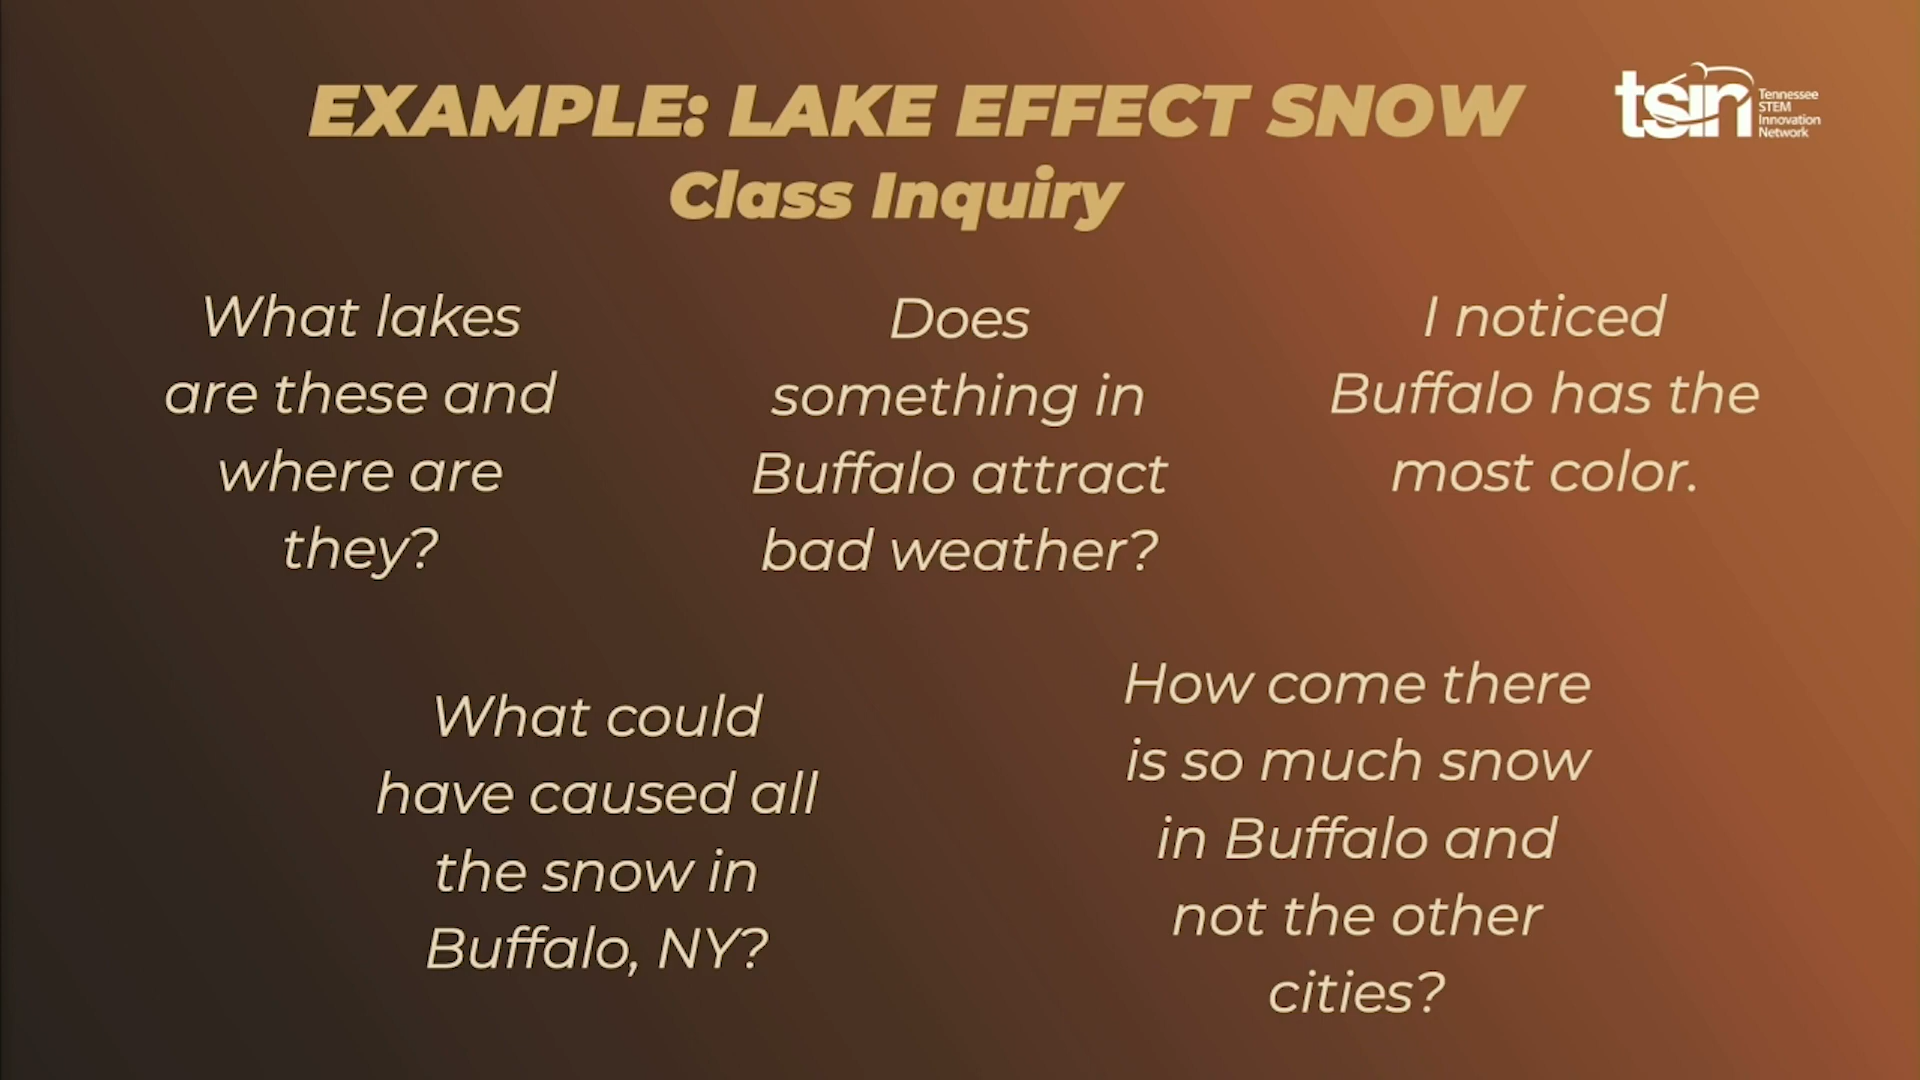 EXAMPLE: LAKE EFFECT SNOW
Class Inquiry
tsin
Tennessee
STEM
Innovation
Network
What lakes
are these and
where are
they?
Does
something in
Buffalo attract
bad weather?
I noticed
Buffalo has the
most color.
What could
have caused all
the snow in
Buffalo, NY?
How come there
is so much snow
in Buffalo and
not the other
cities?